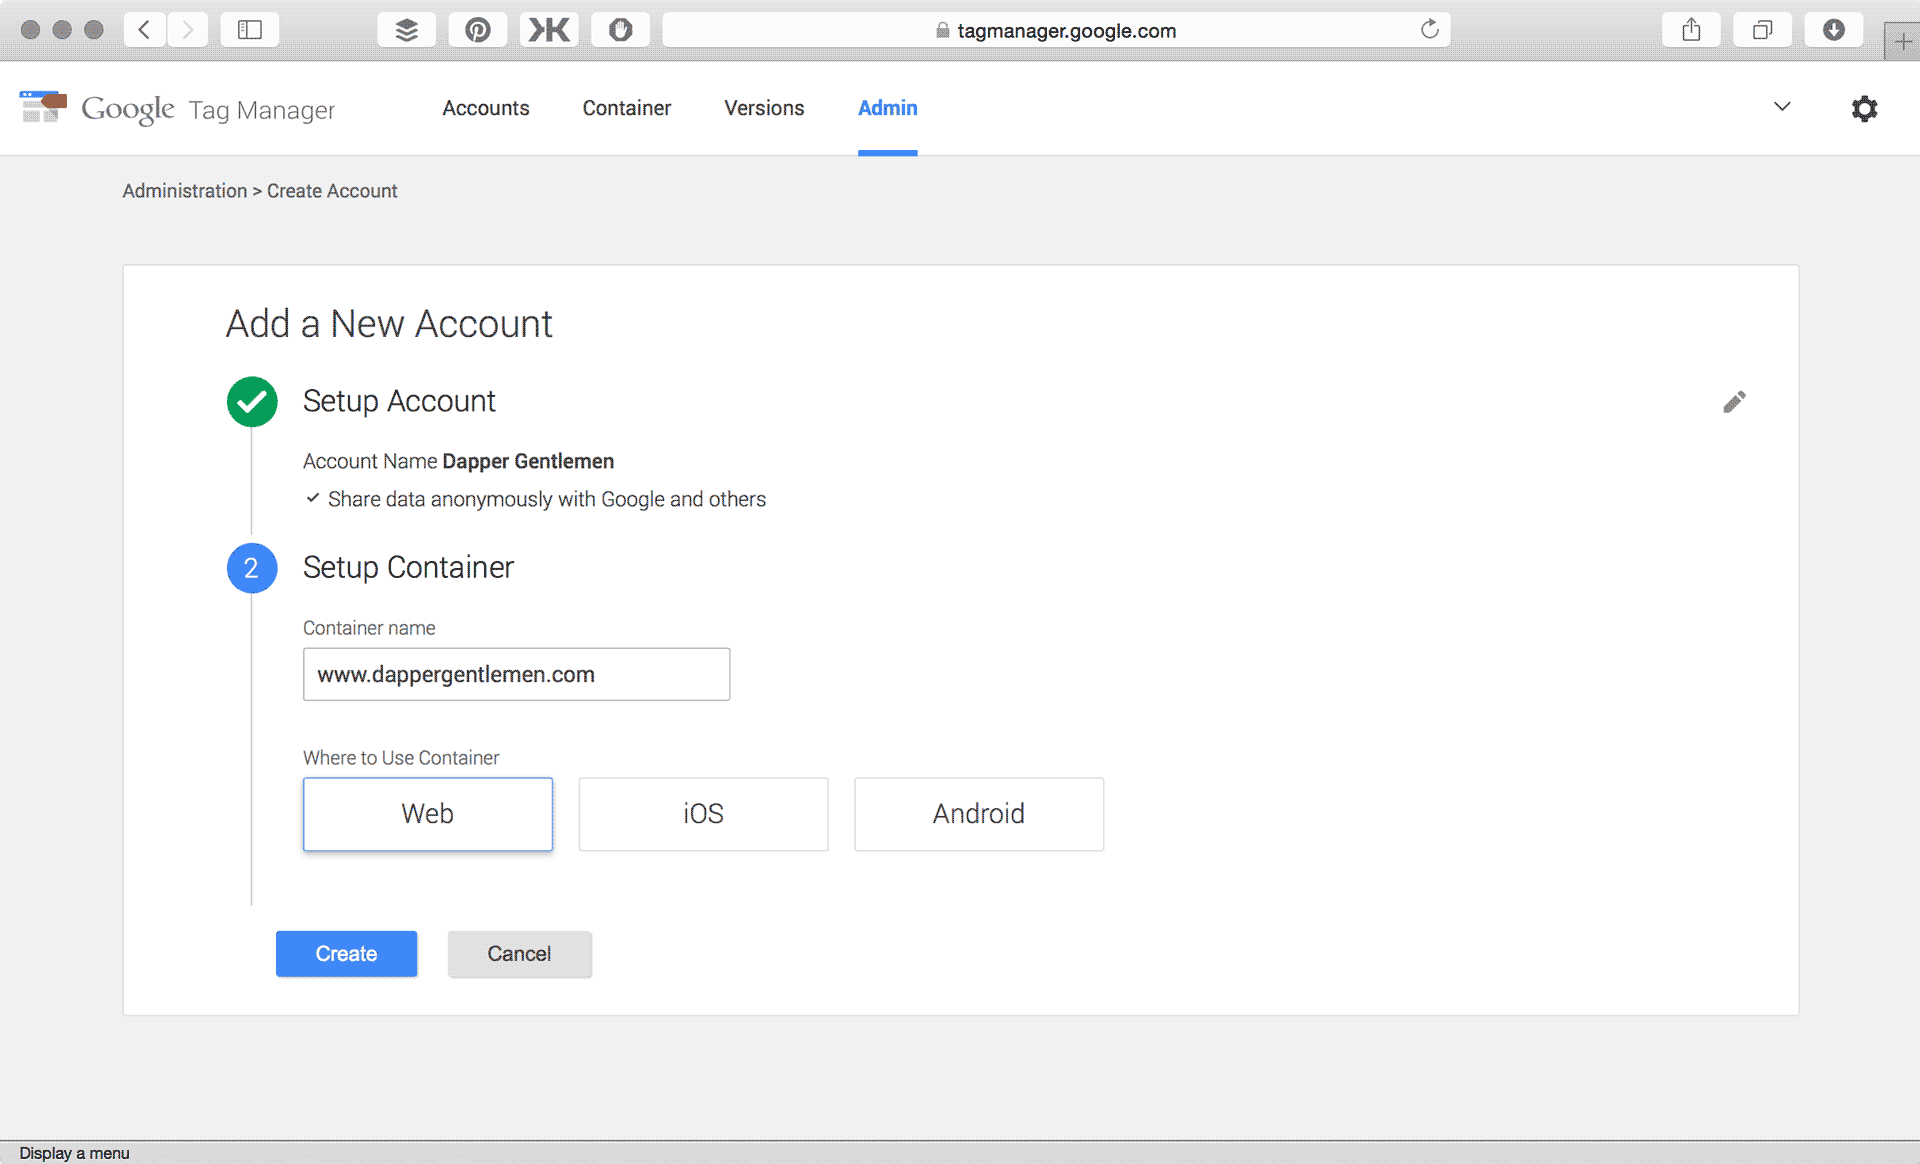 tagmanager.google.com
Google Tag Manager
Accounts Container Versions Admin
Administration > Create Account
Add a New Account
Setup Account
Account Name Dapper Gentlemen
Share data anonymously with Google and others
2 Setup Container
Container name
www.dappergentlemen.com
Where to Use Container
Web iOS Android
Create Cancel
Display a menu